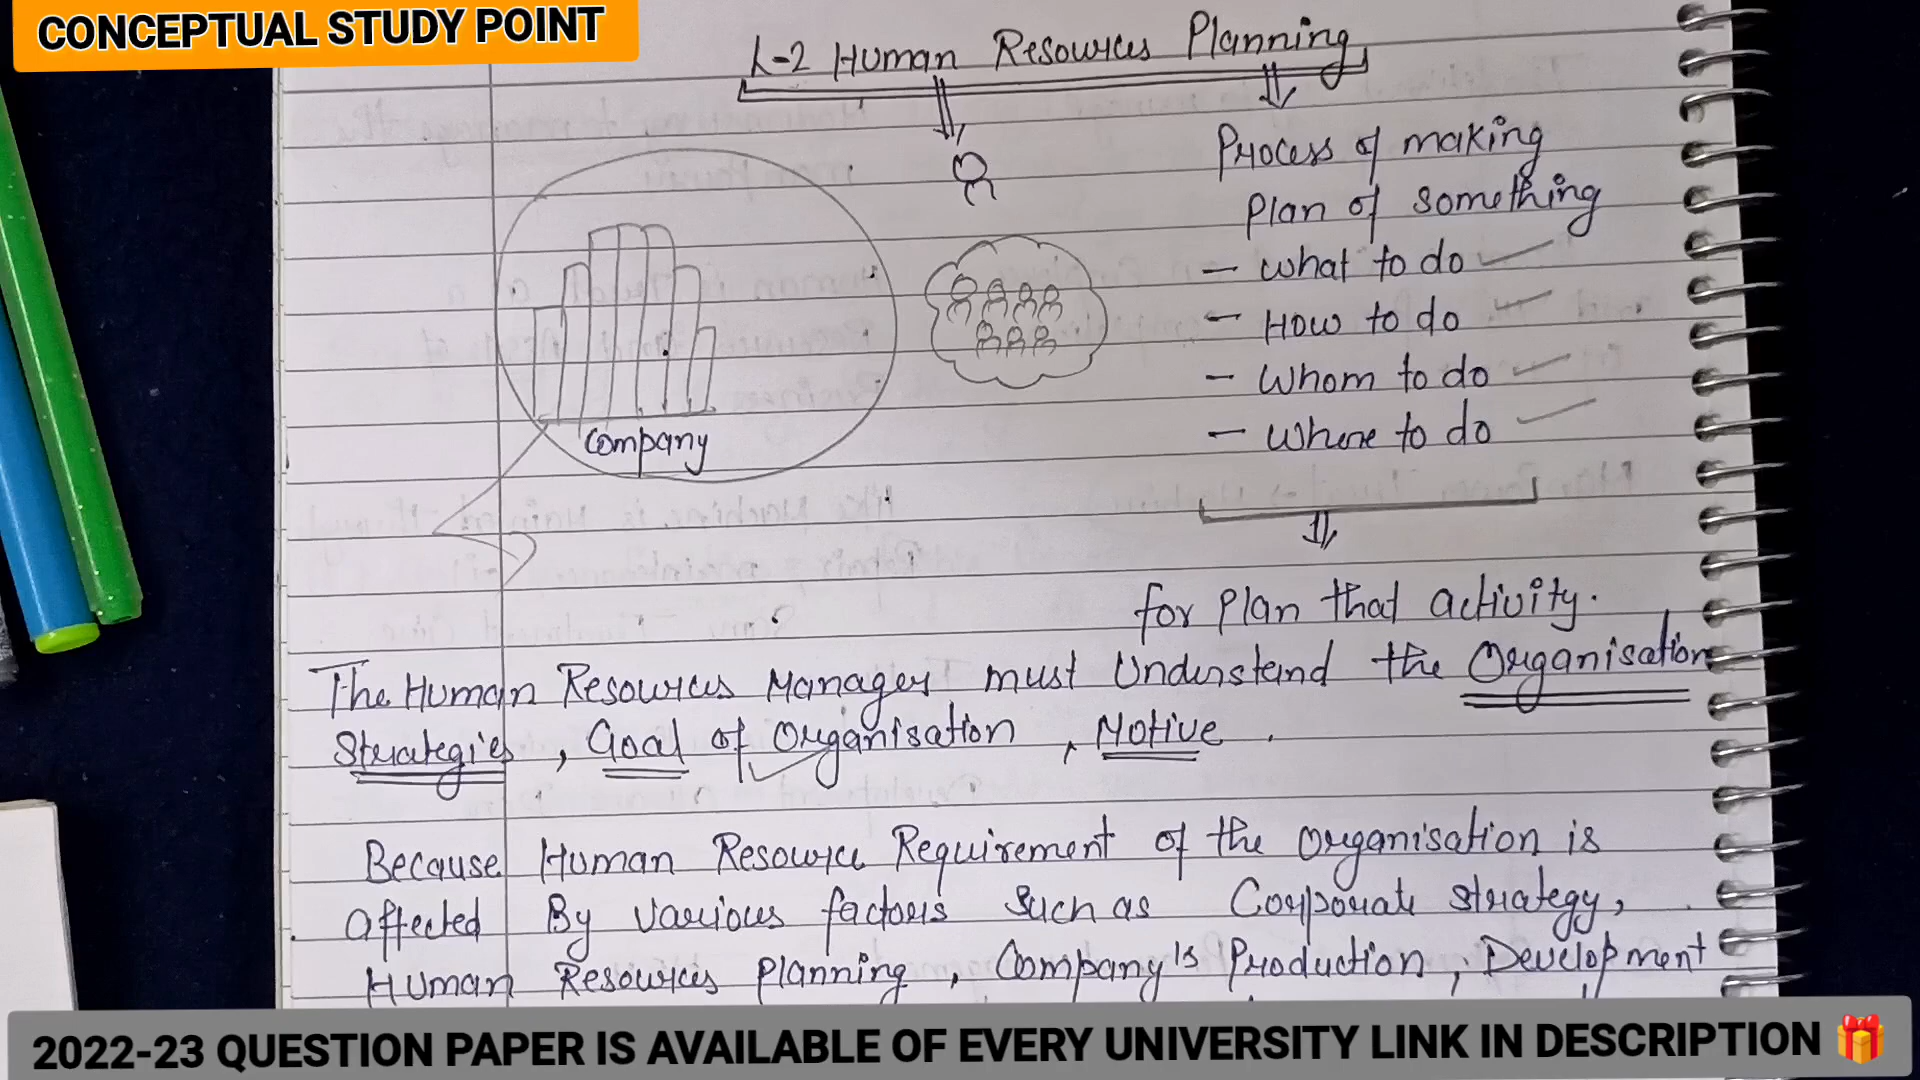 CONCEPTUAL STUDY POINT
L-2 Human Resources Planning
Process of making
Plan of something
- What to do
- How to do
- Whom to do
- Where to do
Company
for Plan that activity.
The Human Resources Manager must Understand the Organisation
Strategies, Goal of Organisation, Motive.
Because Human Resource Requirement of the Organisation is
affected By Various factors Such as Corporate strategy,
Human Resources Planning, Company's Production, Development
2022-23 QUESTION PAPER IS AVAILABLE OF EVERY UNIVERSITY LINK IN DESCRIPTION 🎁